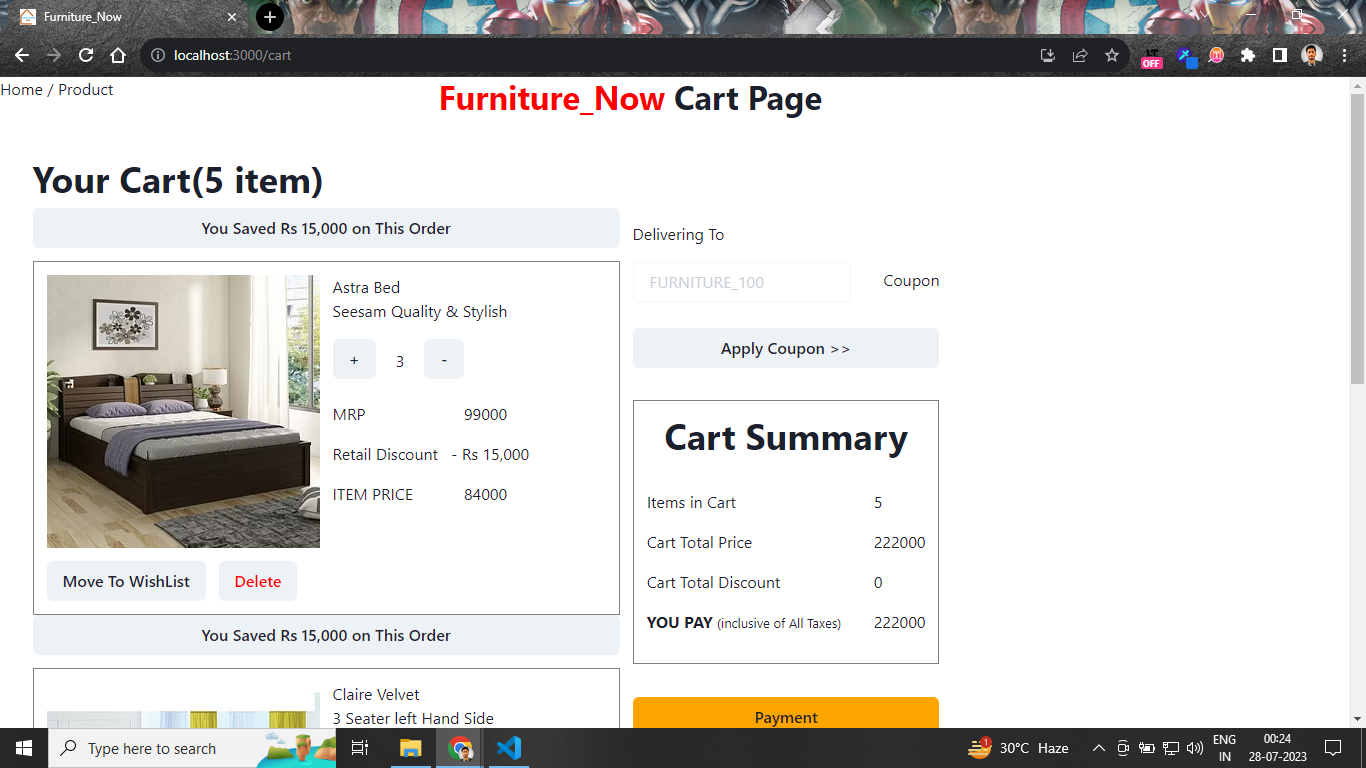 Furniture_Now
localhost:3000/cart
LT
OFF
Home / Product
Furniture_Now Cart Page
Your Cart(5 item)
You Saved Rs 15,000 on This Order
Astra Bed
Seesam Quality & Stylish
+ 3 -
MRP 99000
Retail Discount - Rs 15,000
ITEM PRICE 84000
Move To WishList Delete
You Saved Rs 15,000 on This Order
Claire Velvet
3 Seater left Hand Side
Delivering To
FURNITURE_100 Coupon
Apply Coupon >>
Cart Summary
Items in Cart 5
Cart Total Price 222000
Cart Total Discount 0
YOU PAY (inclusive of All Taxes) 222000
Payment
Type here to search
1
30°C Haze
ENG
IN
00:24
28-07-2023